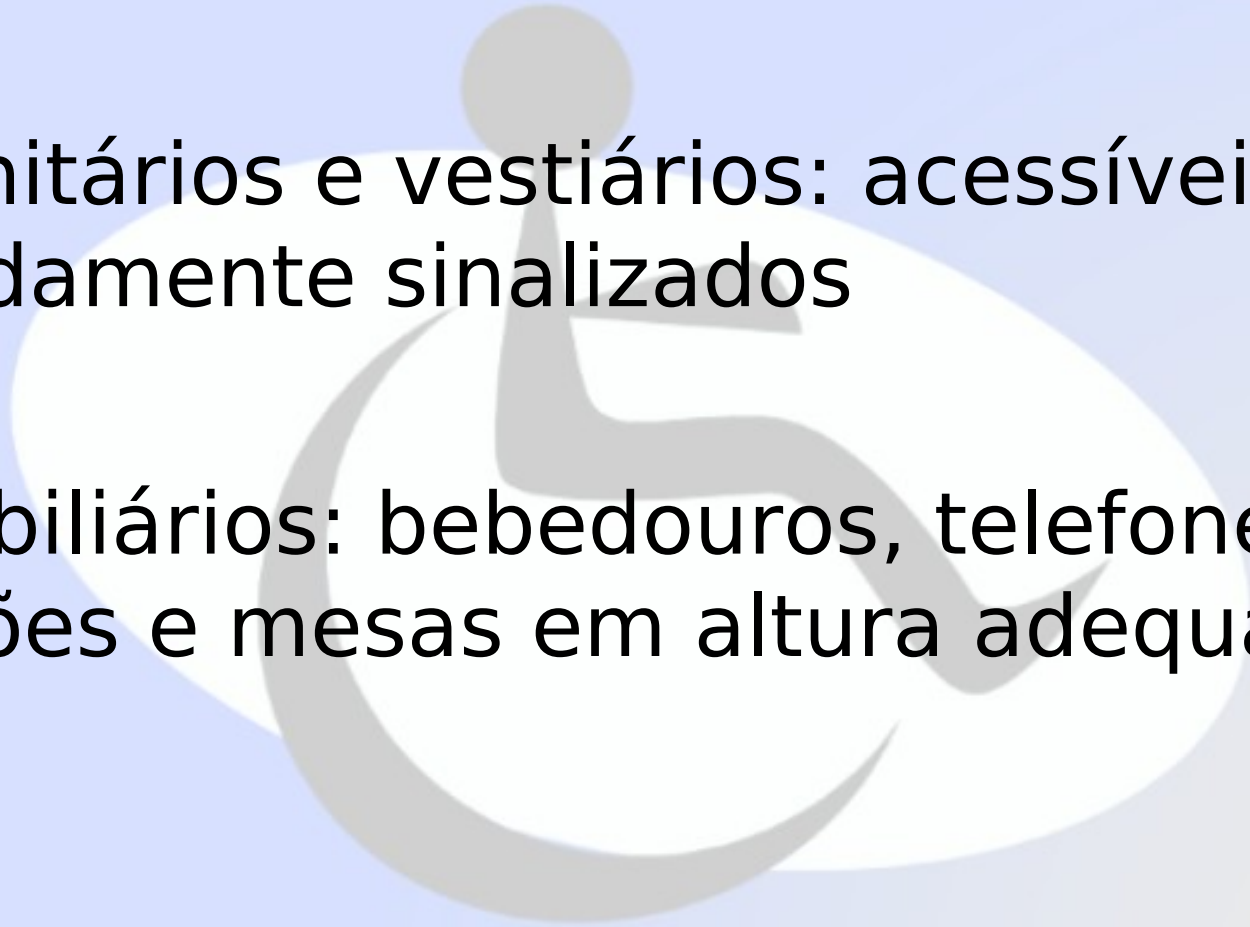 nitários e vestiários: acessívei
damente sinalizados
biliários: bebedouros, telefone
ões e mesas em altura adequa